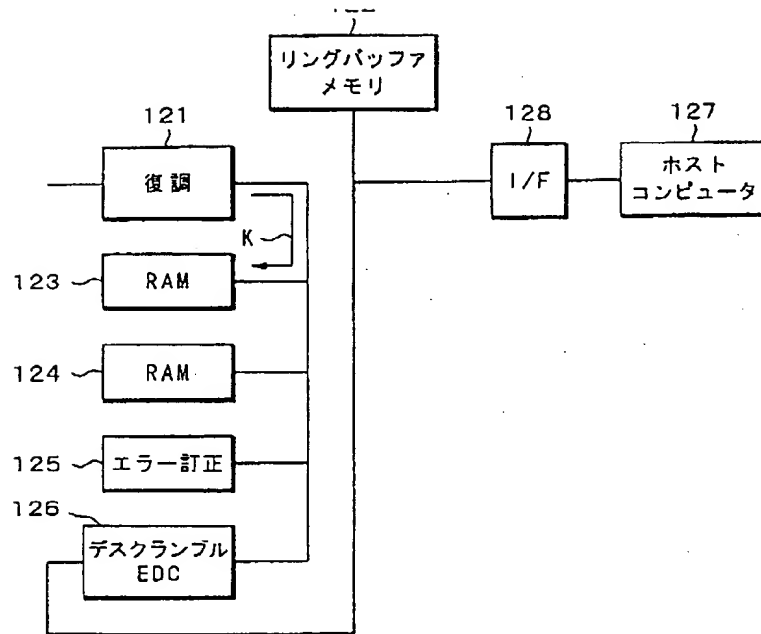 リングバッファ
メモリ
121
復調
128
I/F
127
ホスト
コンピュータ
K
123
RAM
124
RAM
125
エラー訂正
126
デスクランブル
EDC